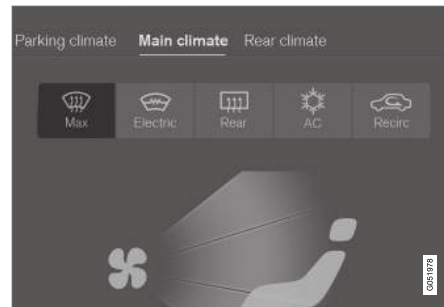 Parking climate Main climate Rear climate
Max Electric Rear AC Recirc
G051978